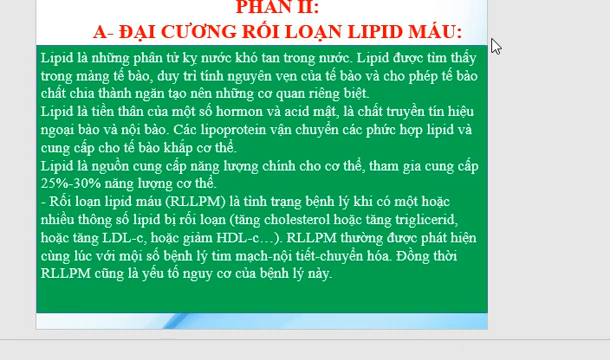 PHẦN II:
A- ĐẠI CƯƠNG RỐI LOẠN LIPID MÁU:
Lipid là những phân tử kỵ nước khó tan trong nước. Lipid được tìm thấy
trong màng tế bào, duy trì tính nguyên vẹn của tế bào và cho phép tế bào
chất chia thành ngăn tạo nên những cơ quan riêng biệt.
Lipid là tiền thân của một số hormon và acid mật, là chất truyền tín hiệu
ngoại bào và nội bào. Các lipoprotein vận chuyển các phức hợp lipid và
cung cấp cho tế bào khắp cơ thể.
Lipid là nguồn cung cấp năng lượng chính cho cơ thể, tham gia cung cấp
25%-30% năng lượng cơ thể.
- Rối loạn lipid máu (RLLPM) là tình trạng bệnh lý khi có một hoặc
nhiều thông số lipid bị rối loạn (tăng cholesterol hoặc tăng triglicerid,
hoặc tăng LDL-c, hoặc giảm HDL-c…). RLLPM thường được phát hiện
cùng lúc với mội số bệnh lý tim mạch-nội tiết-chuyển hóa. Đồng thời
RLLPM cũng là yếu tố nguy cơ của bệnh lý này.